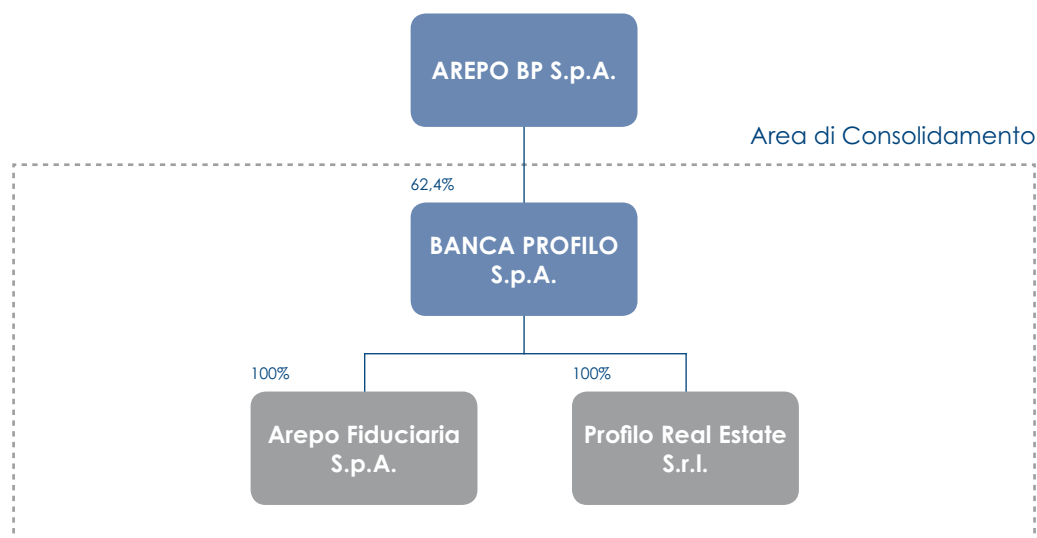 AREPO BP S.p.A.
Area di Consolidamento
62,4%
BANCA PROFILO
S.p.A.
100%
100%
Arepo Fiduciaria
S.p.A.
Profilo Real Estate
S.r.l.